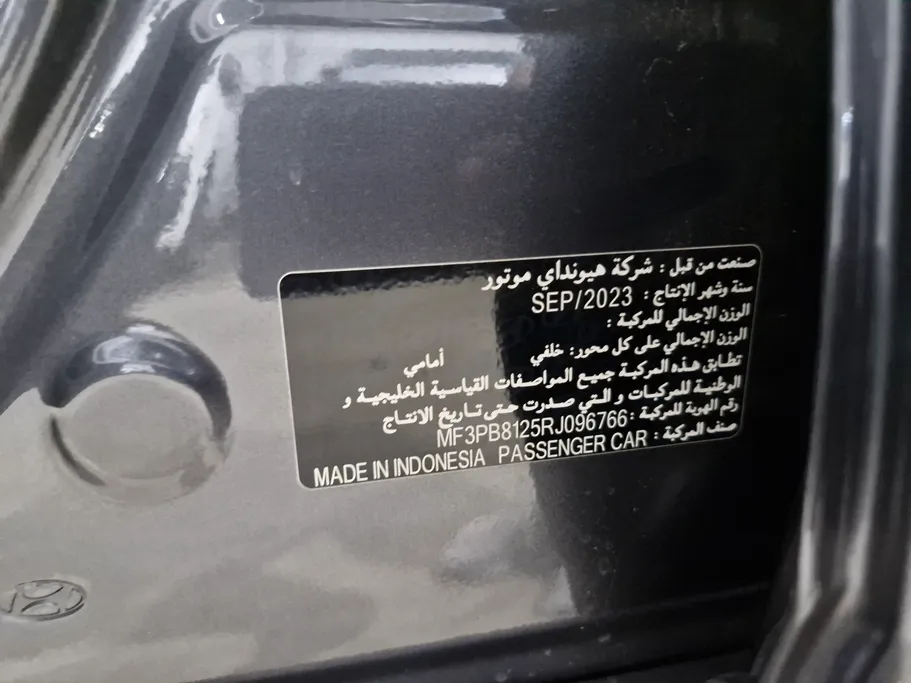 صنعت من قبل : شركة هيونداي موتور
سنة وشهر الإنتاج : SEP/2023
الوزن الإجمالي للمركبة :
الوزن الإجمالي على كل محور: خلفي أمامي
تطابق هذه المركبة جميع المواصفات القياسية الخليجية و
الوطنية للمركبات و التي صدرت حتى تاريخ الانتاج
رقم الهوية للمركبة : MF3PB8125RJ096766
صنف المركبة : PASSENGER CAR MADE IN INDONESIA